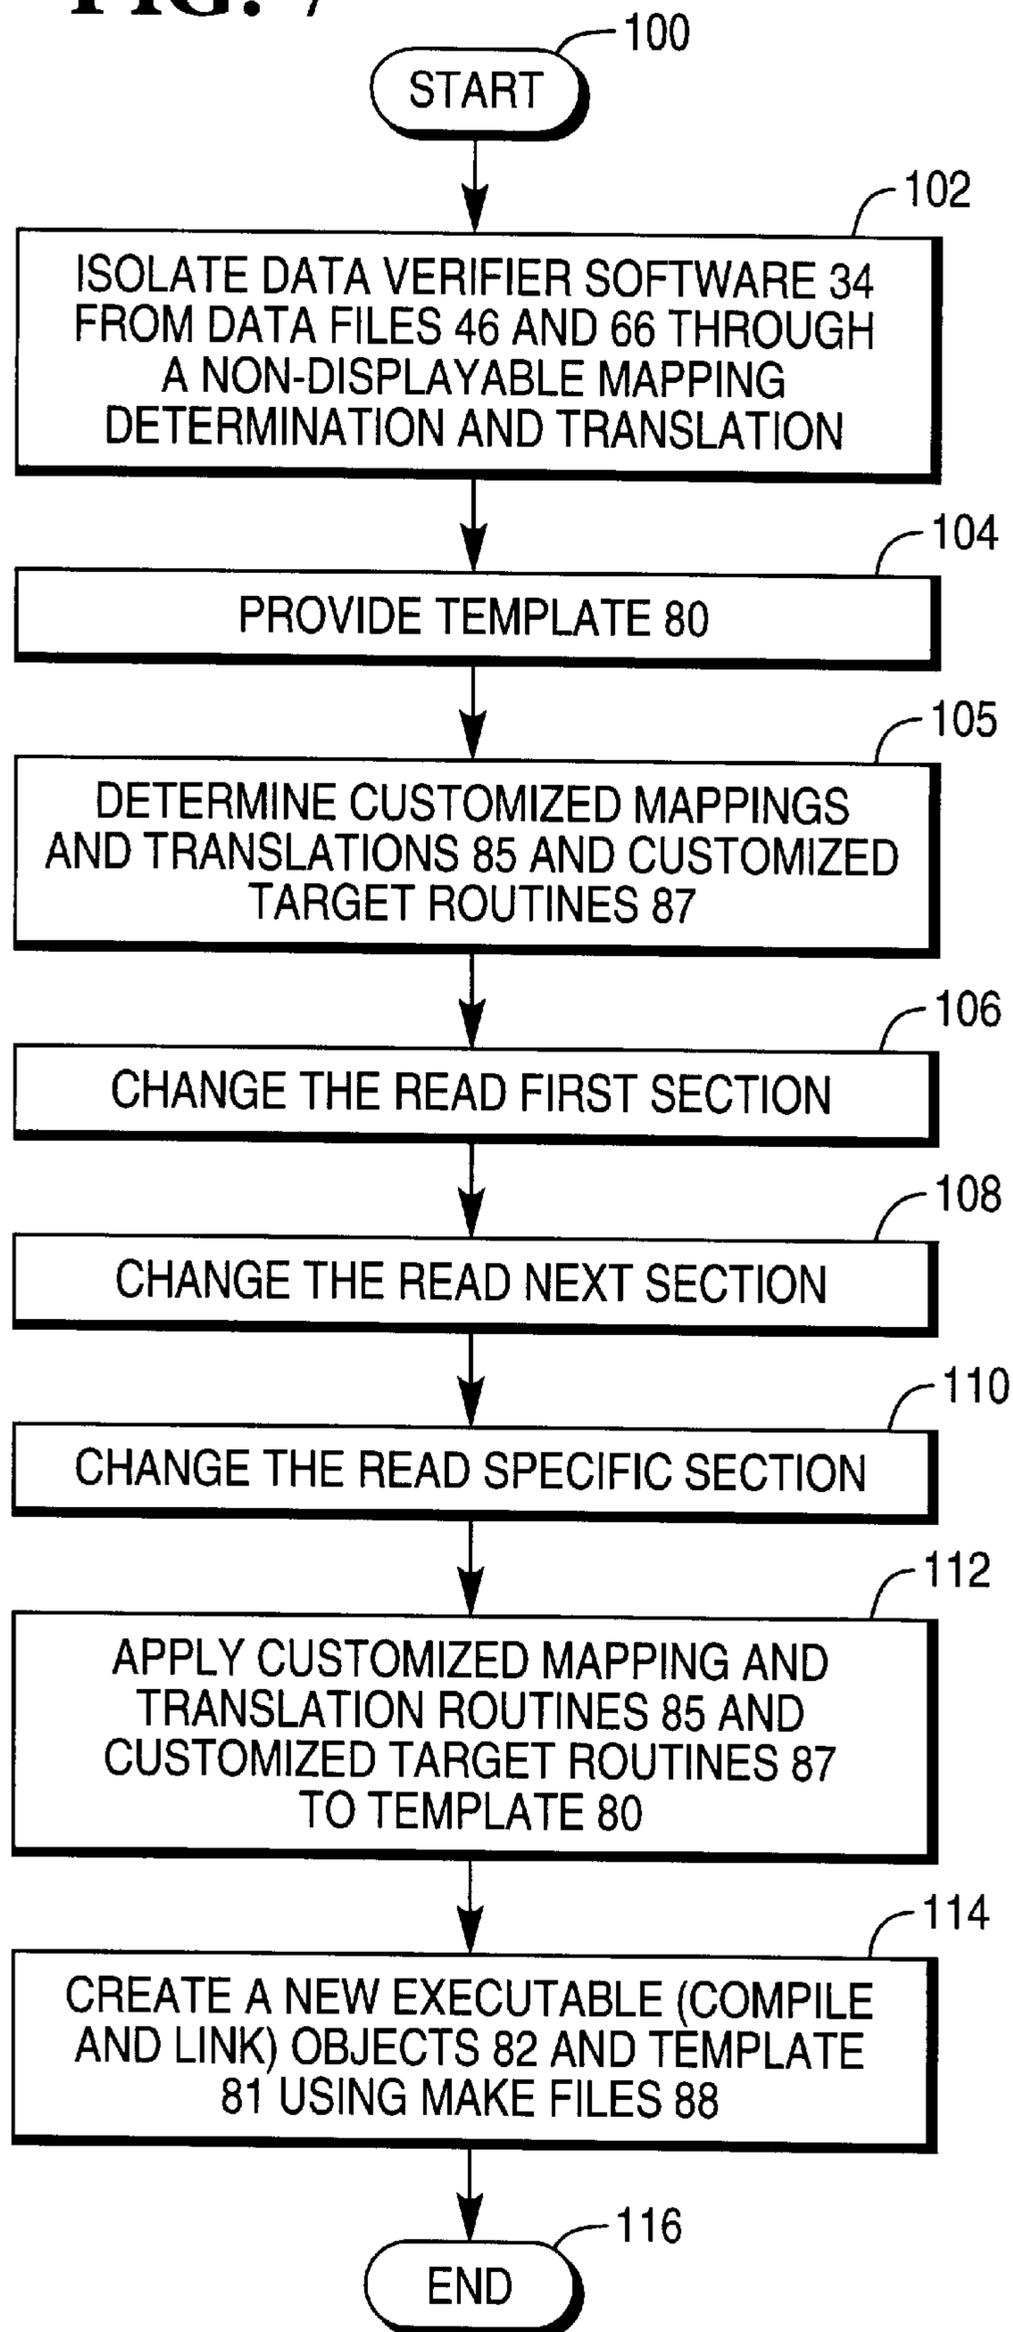 FIG. 7
100
START
102
ISOLATE DATA VERIFIER SOFTWARE 34
FROM DATA FILES 46 AND 66 THROUGH
A NON-DISPLAYABLE MAPPING
DETERMINATION AND TRANSLATION
104
PROVIDE TEMPLATE 80
105
DETERMINE CUSTOMIZED MAPPINGS
AND TRANSLATIONS 85 AND CUSTOMIZED
TARGET ROUTINES 87
106
CHANGE THE READ FIRST SECTION
108
CHANGE THE READ NEXT SECTION
110
CHANGE THE READ SPECIFIC SECTION
112
APPLY CUSTOMIZED MAPPING AND
TRANSLATION ROUTINES 85 AND
CUSTOMIZED TARGET ROUTINES 87
TO TEMPLATE 80
114
CREATE A NEW EXECUTABLE (COMPILE
AND LINK) OBJECTS 82 AND TEMPLATE
81 USING MAKE FILES 88
116
END